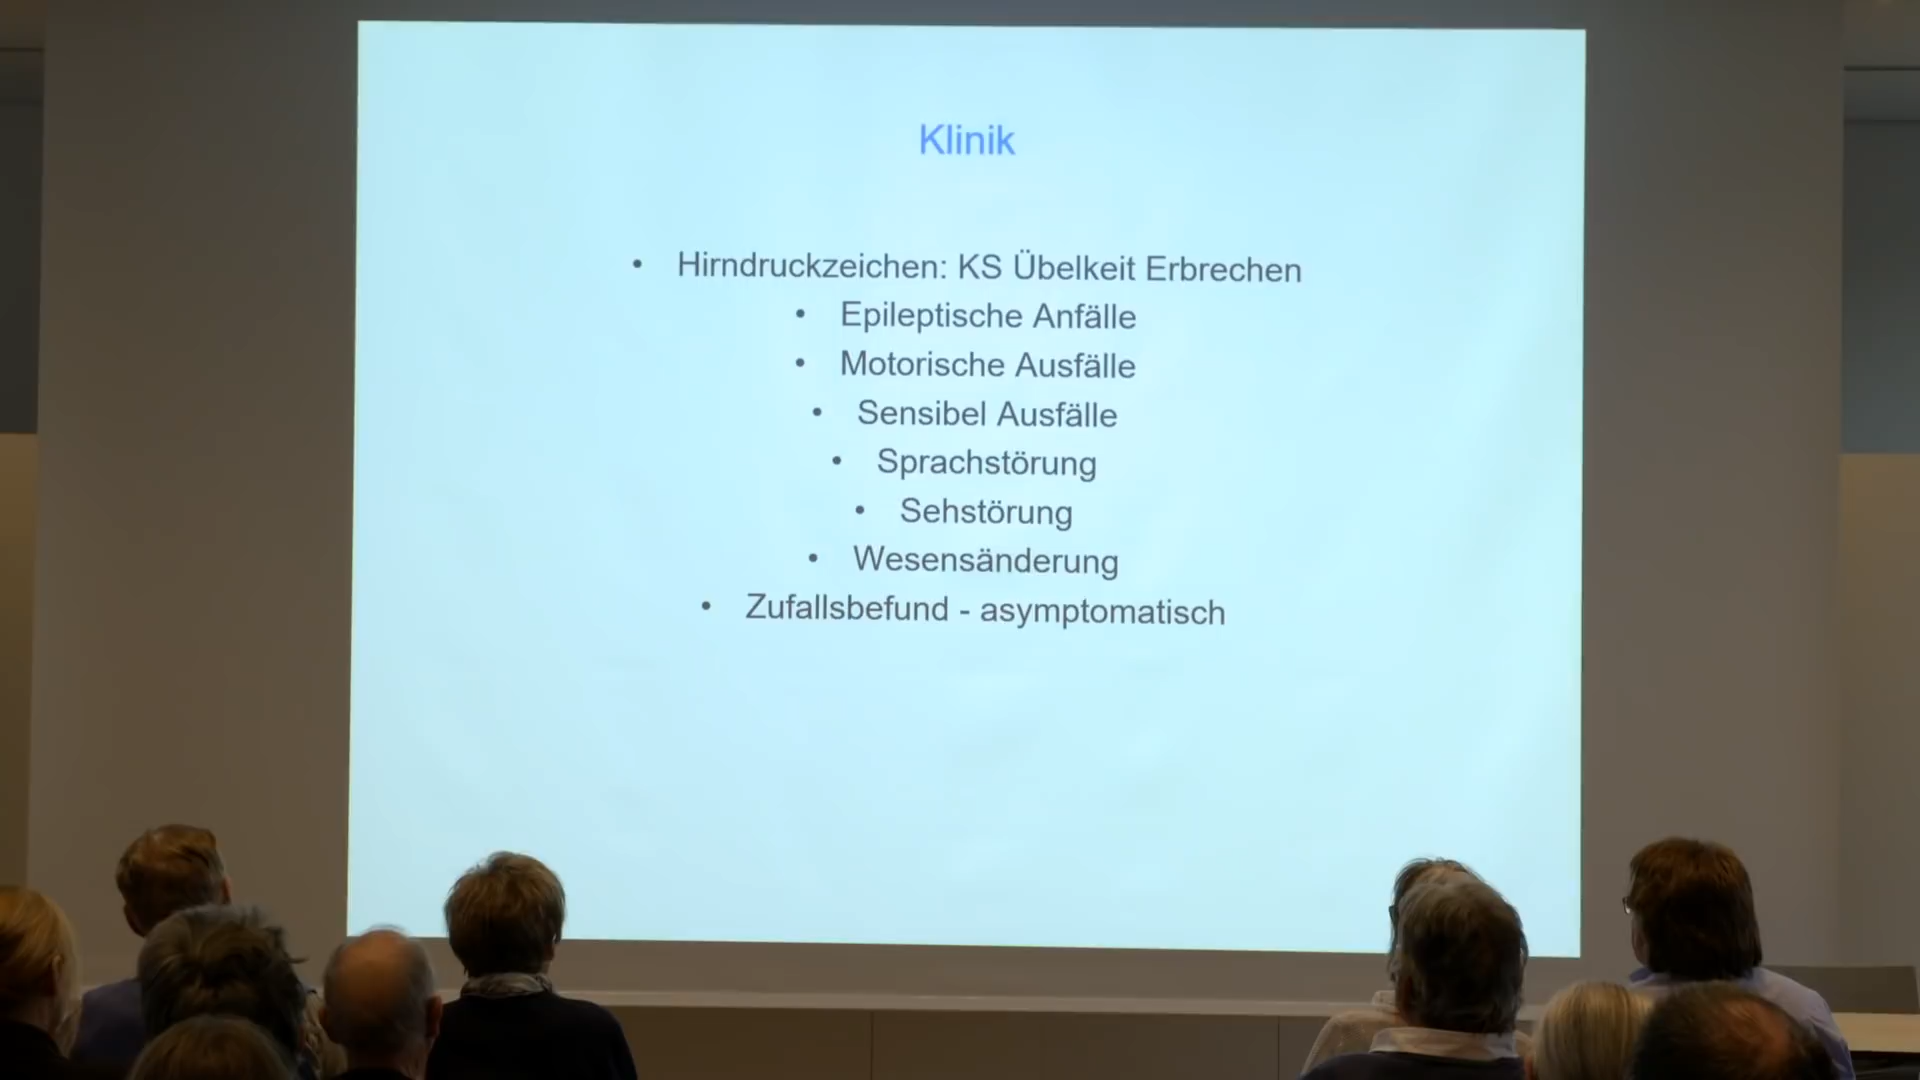 Klinik
• Hirndruckzeichen: KS Übelkeit Erbrechen
• Epileptische Anfälle
• Motorische Ausfälle
• Sensibel Ausfälle
• Sprachstörung
• Sehstörung
• Wesensänderung
• Zufallsbefund - asymptomatisch